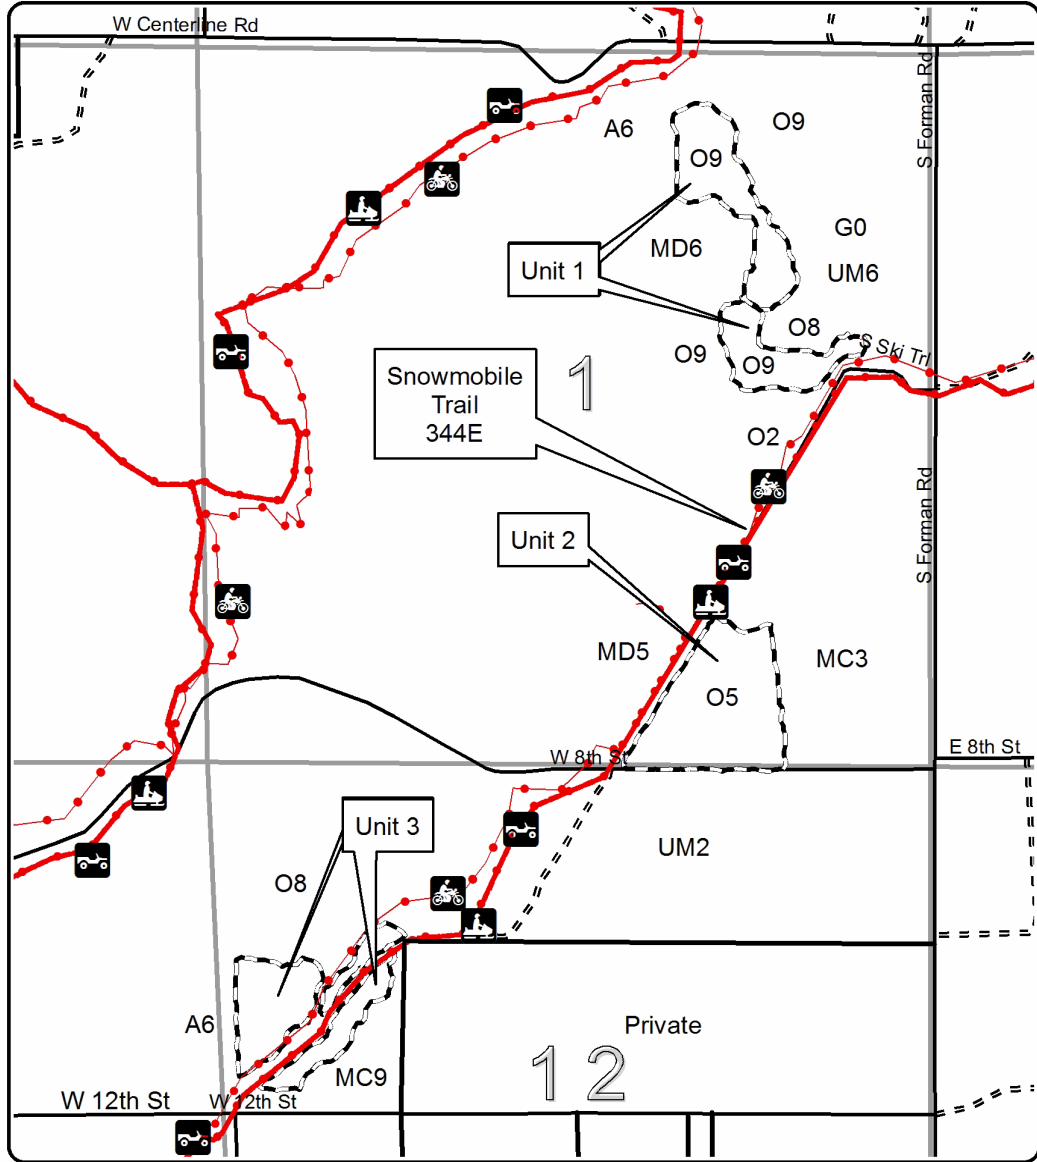 W Centerline Rd
S Forman Rd
A6
O9
O9
G0
MD6
Unit 1
UM6
O8
S Ski Trl
O9
O9
Snowmobile
Trail
344E
1
O2
S Forman Rd
Unit 2
MD5
MC3
O5
W 8th St
E 8th St
Unit 3
UM2
O8
A6
Private
MC9
12
W 12th St
W 12th St